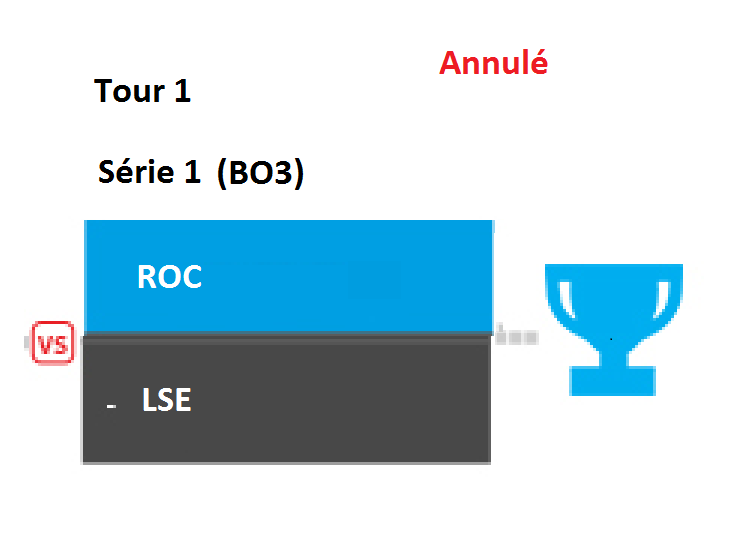 Annulé
Tour 1
Série 1 (BO3)
ROC
VS
- LSE